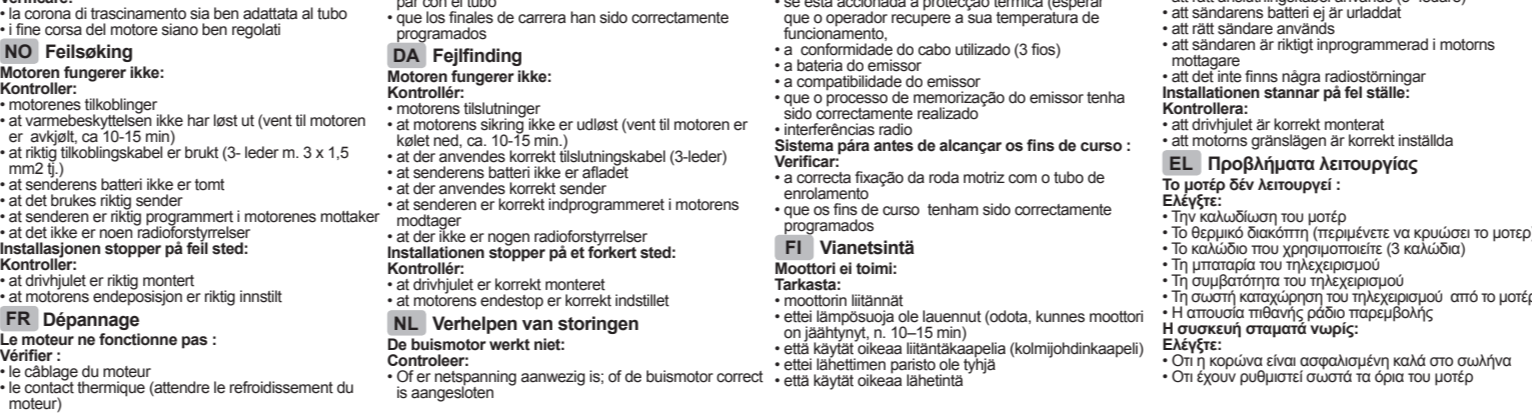 Verificare:
• la corona di trascinamento sia ben adattata al tubo
• i fine corsa del motore siano ben regolati
NO Feilsøking
Motoren fungerer ikke:
Kontroller:
• motorenes tilkoblinger
• at varmebeskyttelsen ikke har løst ut (vent til motoren
er avkjølt, ca 10-15 min)
• at riktig tilkoblingskabel er brukt (3- leder m. 3 x 1,5
mm2 tj.)
• at senderens batteri ikke er tomt
• at det brukes riktig sender
• at senderen er riktig programmert i motorenes mottaker
• at det ikke er noen radioforstyrrelser
Installasjonen stopper på feil sted:
Kontroller:
• at drivhjulet er riktig montert
• at motorens endeposisjon er riktig innstilt
FR Dépannage
Le moteur ne fonctionne pas :
Vérifier :
• le câblage du moteur
• le contact thermique (attendre le refroidissement du
moteur)
par con el tubo
• que los finales de carrera han sido correctamente
programados
DA Fejlfinding
Motoren fungerer ikke:
Kontrollér:
• motorens tilslutninger
• at motorens sikring ikke er udløst (vent til motoren er
kølet ned, ca. 10-15 min.)
• at der anvendes korrekt tilslutningskabel (3-leder)
• at senderens batteri ikke er afladet
• at der anvendes korrekt sender
• at senderen er korrekt indprogrammeret i motorens
modtager
• at der ikke er nogen radioforstyrrelser
Installationen stopper på et forkert sted:
Kontrollér:
• at drivhjulet er korrekt monteret
• at motorens endestop er korrekt indstillet
NL Verhelpen van storingen
De buismotor werkt niet:
Controleer:
• Of er netspanning aanwezig is; of de buismotor correct
is aangesloten
• se está accionada a protecção térmica (esperar
que o operador recupere a sua temperatura de
funcionamento,
• a conformidade do cabo utilizado (3 fios)
• a bateria do emissor
• a compatibilidade do emissor
• que o processo de memorização do emissor tenha
sido correctamente realizado
• interferências radio
Sistema pára antes de alcançar os fins de curso :
Verificar:
• a correcta fixação da roda motriz com o tubo de
enrolamento
• que os fins de curso tenham sido correctamente
programados
FI Vianetsintä
Moottori ei toimi:
Tarkasta:
• moottorin liitännät
• ettei lämpösuoja ole lauennut (odota, kunnes moottori
on jäähtynyt, n. 10–15 min)
• että käytät oikeaa liitäntäkaapelia (kolmijohdinkaapeli)
• ettei lähettimen paristo ole tyhjä
• että käytät oikeaa lähetintä
• att rätt anslutningskabel används (3-ledare)
• att sändarens batteri ej är urladdat
• att rätt sändare används
• att sändaren är riktigt inprogrammerad i motorns
mottagare
• att det inte finns några radiostörningar
Installationen stannar på fel ställe:
Kontrollera:
• att drivhjulet är korrekt monterat
• att motorns gränslägen är korrekt inställda
EL Προβλήματα λειτουργίας
Το μοτέρ δέν λειτουργεί :
Ελέγξτε:
• Την καλωδίωση του μοτέρ
• Το θερμικό διακόπτη (περιμένετε να κρυώσει το μοτερ)
• Το καλώδιο που χρησιμοποιείτε (3 καλώδια)
• Τη μπαταρία του τηλεχειρισμού
• Τη συμβατότητα του τηλεχειρισμού
• Τη σωστή καταχώρηση του τηλεχειρισμού από το μοτέρ
• Η απουσία πιθανής ράδιο παρεμβολής
Η συσκευή σταματά νωρίς:
Ελέγξτε:
• Οτι η κορώνα είναι ασφαλισμένη καλά στο σωλήνα
• Οτι έχουν ρυθμιστεί σωστά τα όρια του μοτέρ